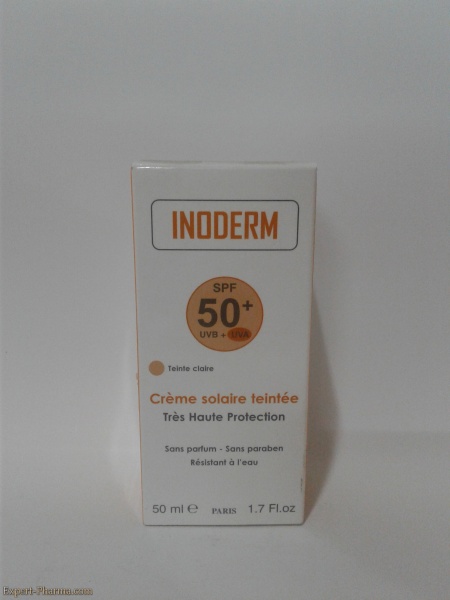 INODERM
SPF
50+
UVB + UVA
Teinte claire
Crème solaire teintée
Très Haute Protection
Sans parfum - Sans paraben
Résistant à l'eau
50 ml ℮ PARIS 1.7 Fl.oz
Expert-Pharma.com